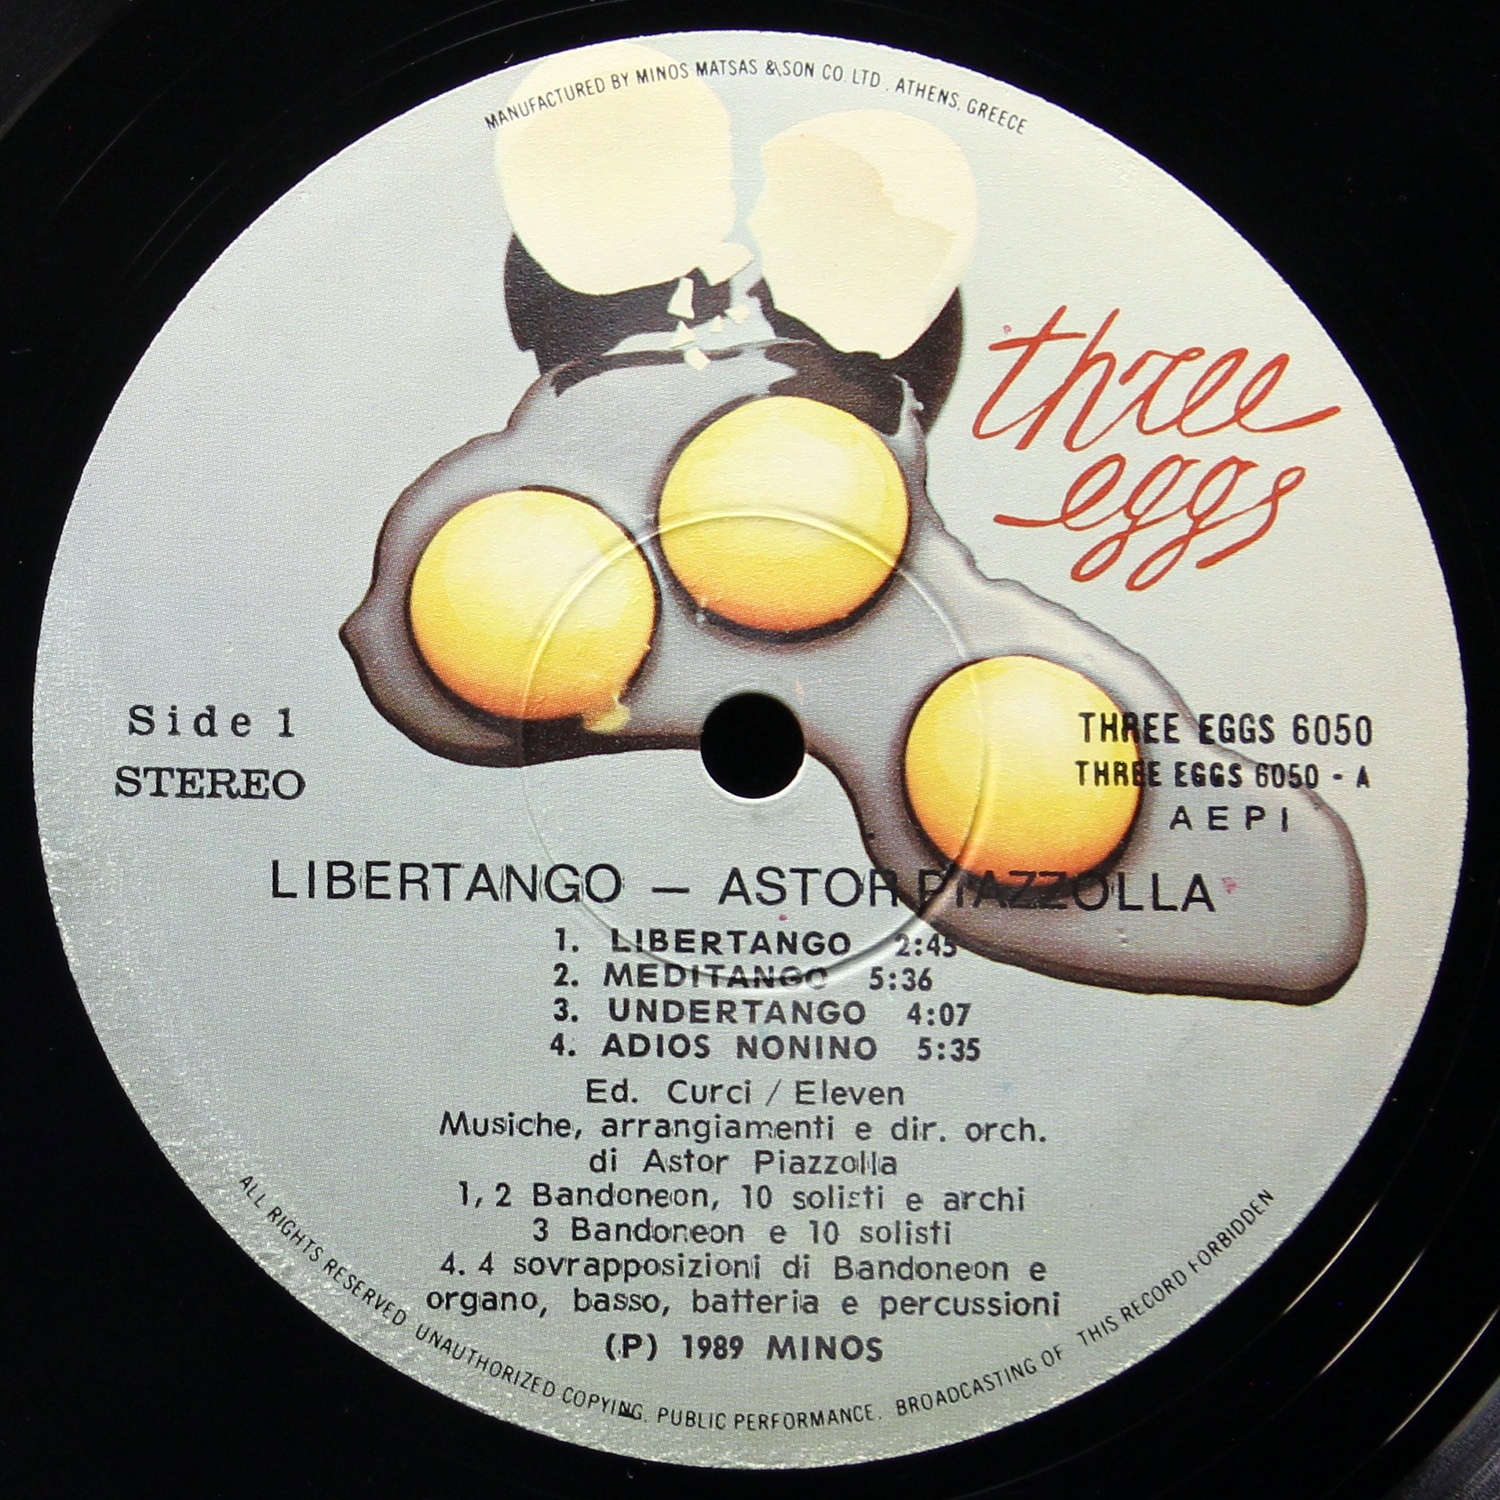 MANUFACTURED BY MINOS MATSAS & SON CO. LTD., ATHENS, GREECE
three
eggs
Side 1
STEREO
THREE EGGS 6050
THREE EGGS 6050 - A
AEPI
LIBERTANGO — ASTOR PIAZZOLLA
1. LIBERTANGO 2:45
2. MEDITANGO 5:36
3. UNDERTANGO 4:07
4. ADIOS NONINO 5:35
Ed. Curci / Eleven
Musiche, arrangiamenti e dir. orch.
di Astor Piazzolla
1, 2 Bandoneon, 10 solisti e archi
3 Bandoneon e 10 solisti
4. 4 sovrapposizioni di Bandoneon e
organo, basso, batteria e percussioni
(P) 1989 MINOS
ALL RIGHTS RESERVED UNAUTHORIZED COPYING, PUBLIC PERFORMANCE, BROADCASTING OF THIS RECORD FORBIDDEN